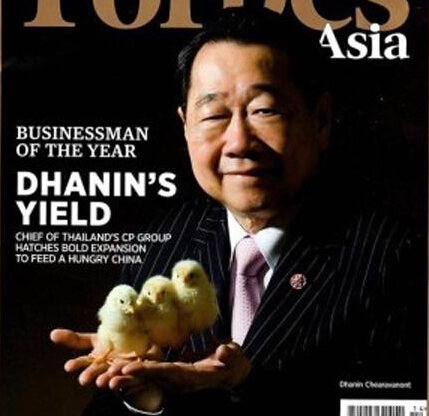 Forbes
Asia
BUSINESSMAN
OF THE YEAR
DHANIN'S
YIELD
CHIEF OF THAILAND'S CP GROUP
HATCHES BOLD EXPANSION
TO FEED A HUNGRY CHINA
Dhanin Chearavanont